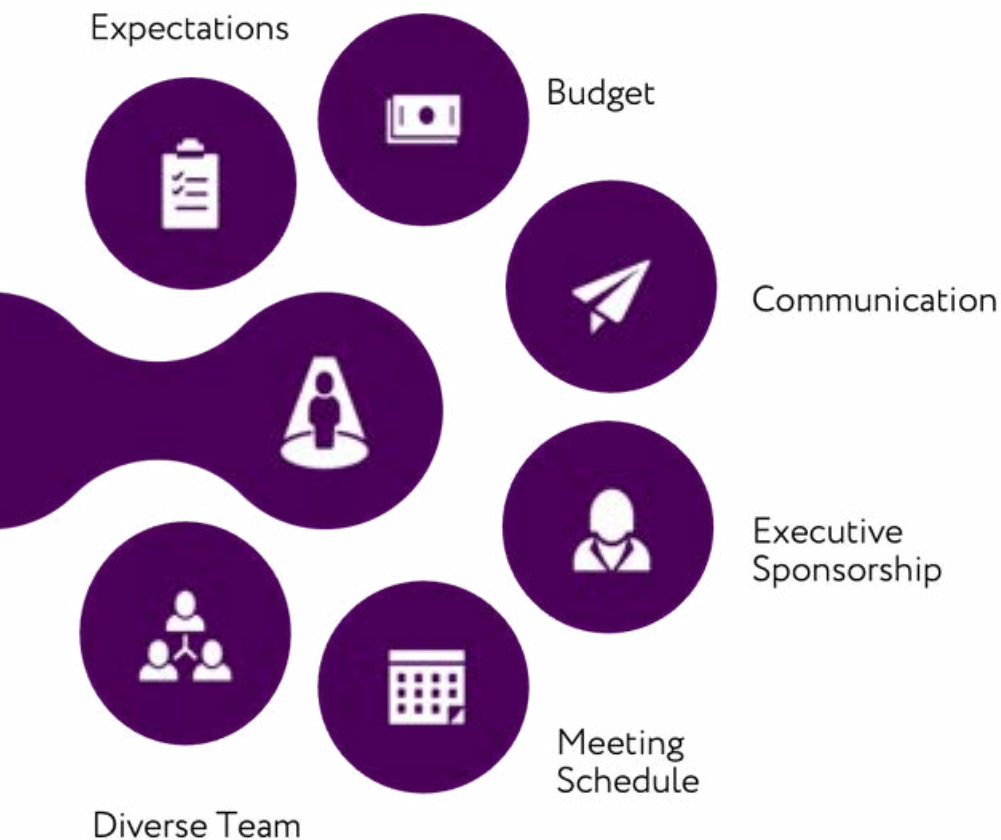 Expectations
Budget
Communication
Executive
Sponsorship
Meeting
Schedule
Diverse Team